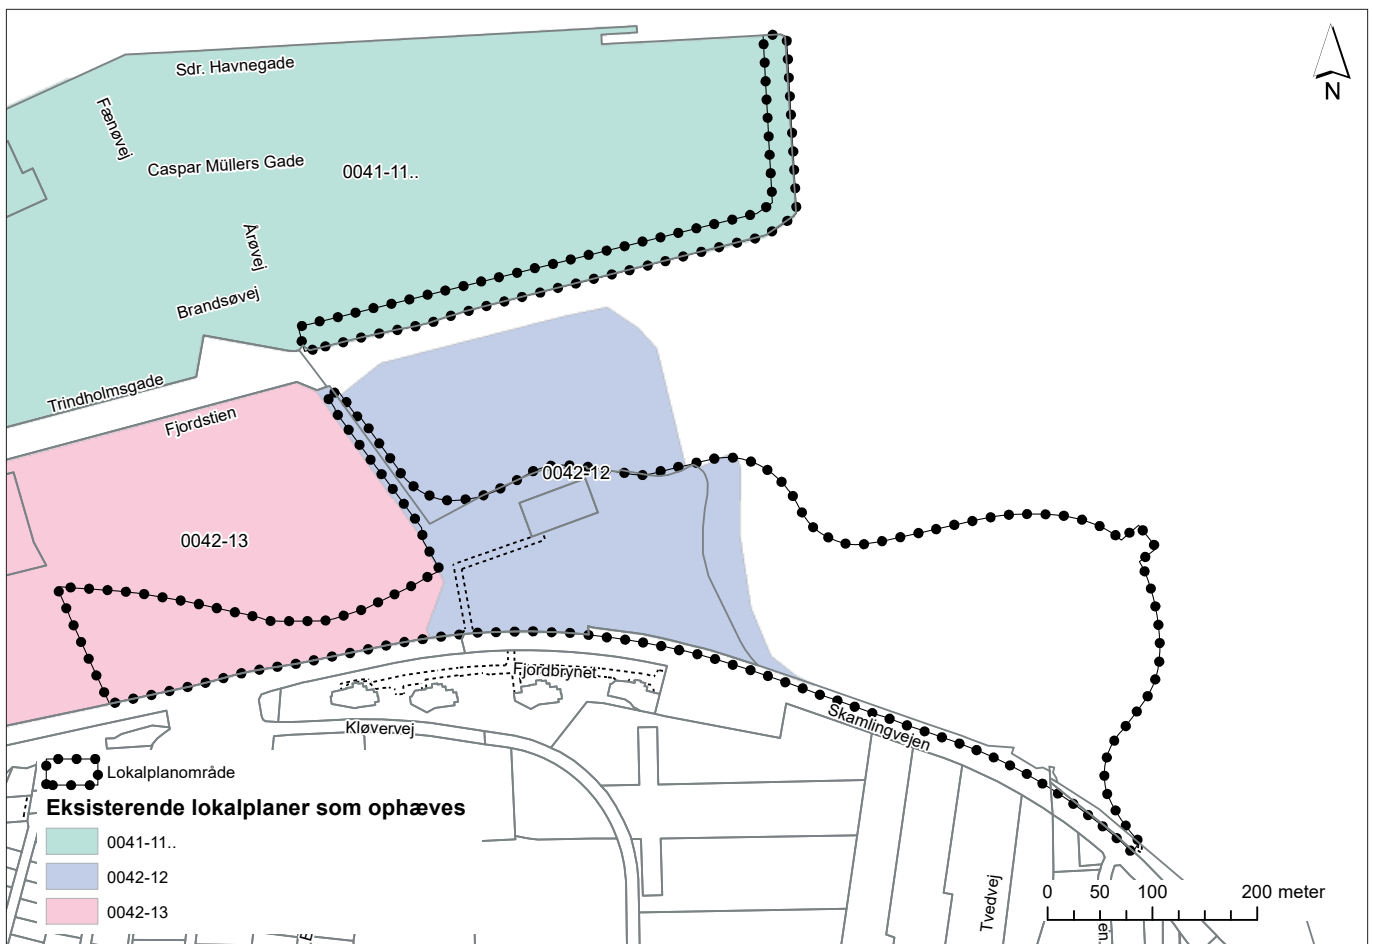 Sdr. Havnegade
N
Fænøvej
Caspar Müllers Gade
0041-11..
Årøvej
Brandsøvej
Trindholmsgade
Fjordstien
0042-12
0042-13
Fjordbrynet
Kløvervej
Skamlingvejen
Lokalplanområde
Eksisterende lokalplaner som ophæves
0041-11..
0042-12
0042-13
Tvedvej
0 50 100 200 meter